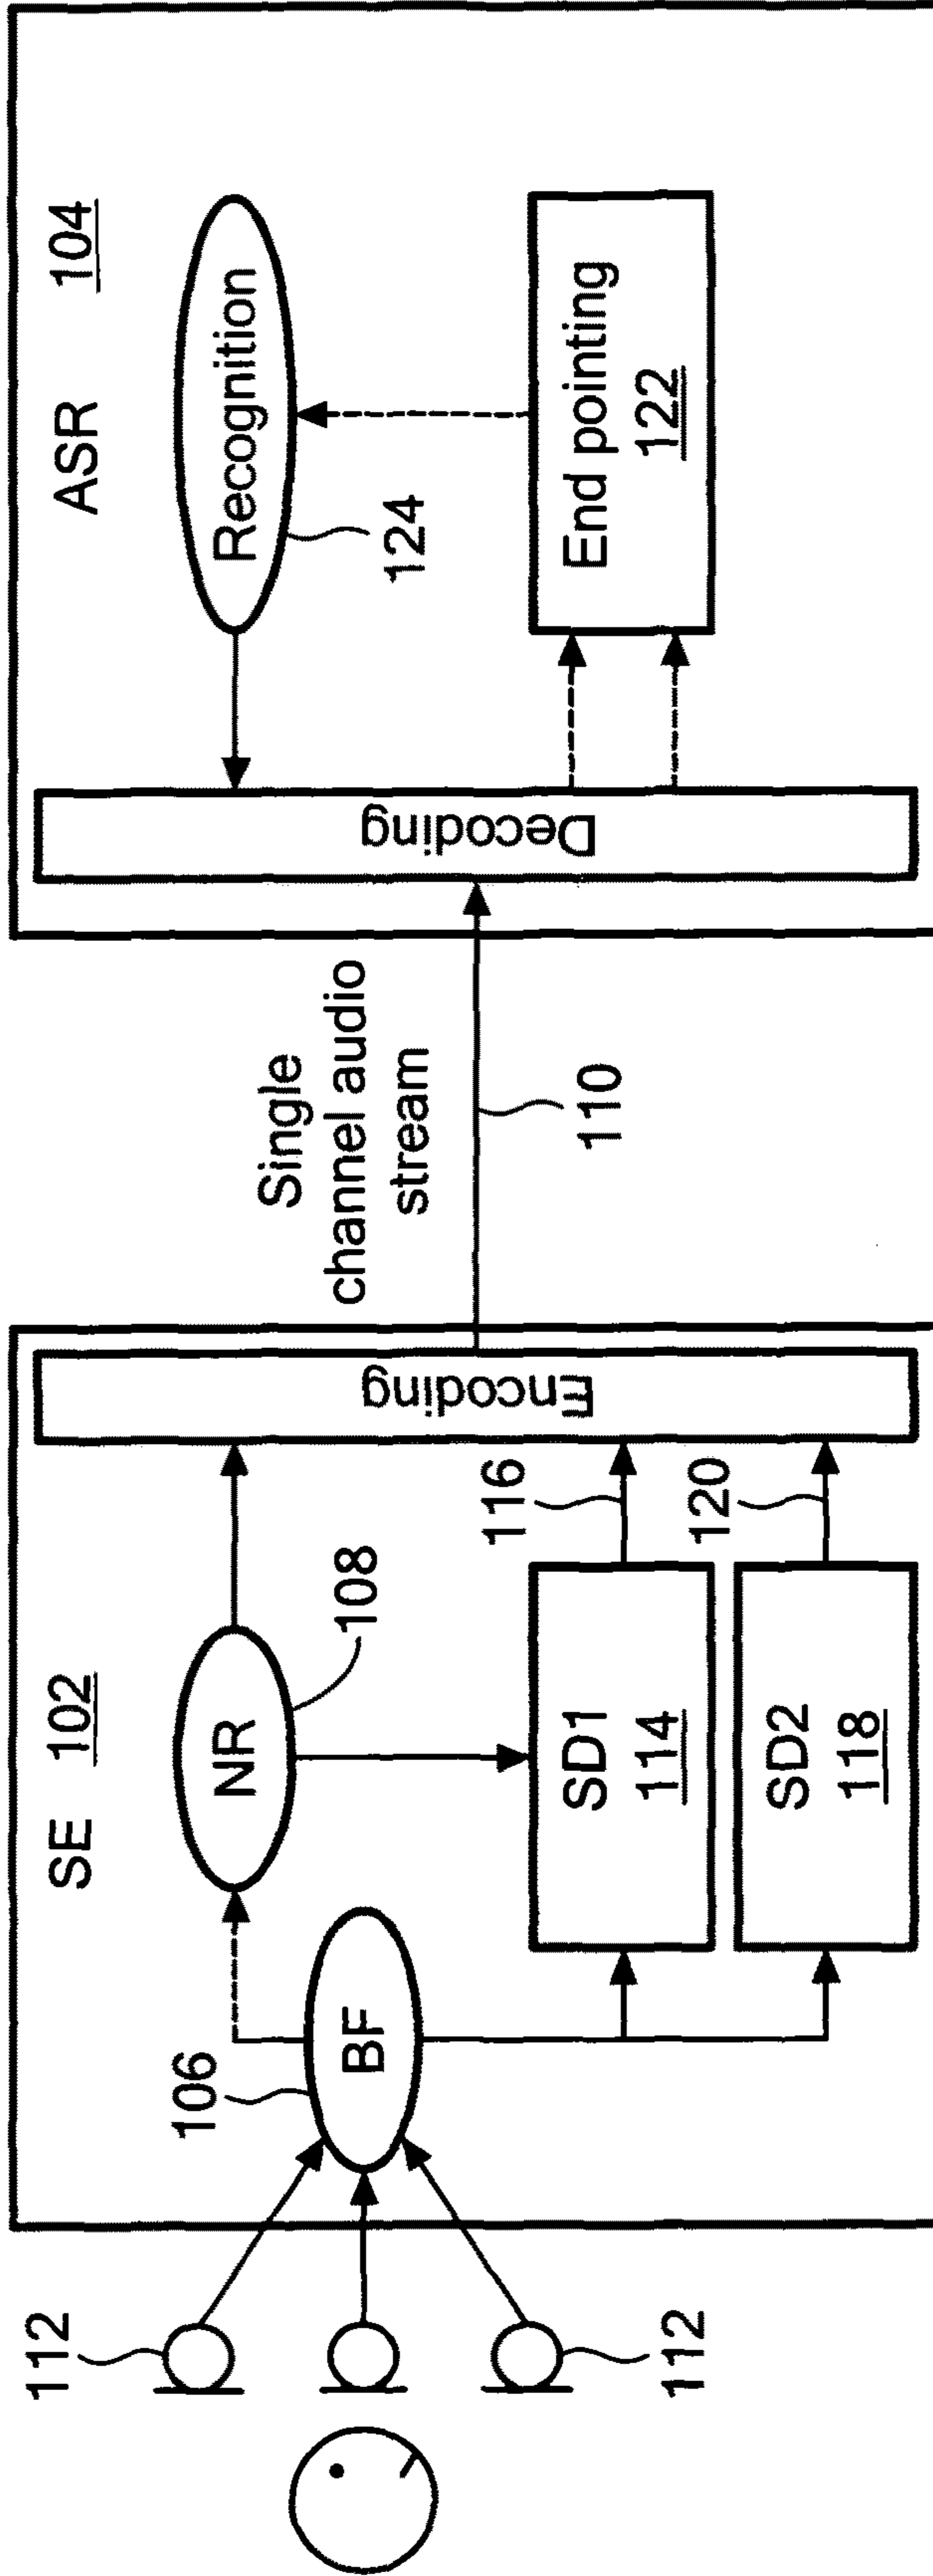 SE 102
ASR 104
112
106
BF
NR
108
SD1
114
116
SD2
118
120
112
Encoding
Single
channel audio
stream
110
Decoding
Recognition
124
End pointing
122